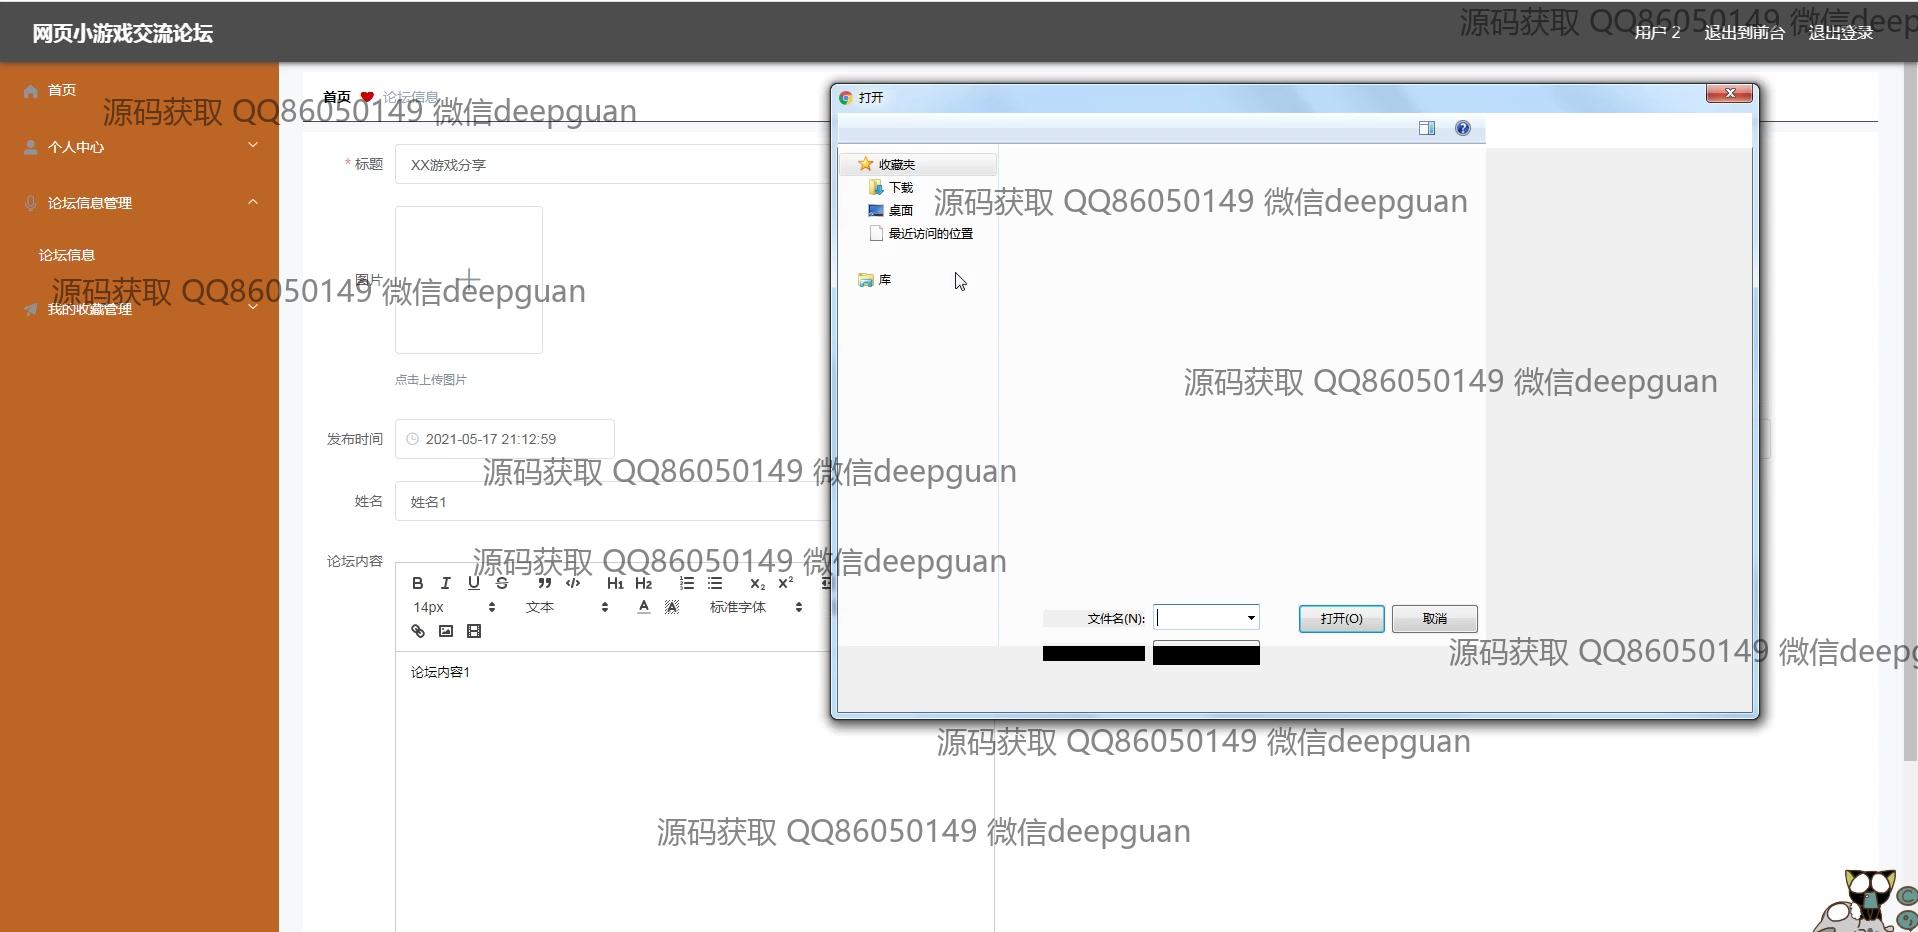 网页小游戏交流论坛
用户 2 退出到前台 退出登录
源码获取 QQ86050149 微信deep
首页
个人中心
论坛信息管理
论坛信息
我的收藏管理
首页 论坛信息
源码获取 QQ86050149 微信deepguan
* 标题 XX游戏分享
图片
源码获取 QQ86050149 微信deepguan
点击上传图片
发布时间 2021-05-17 21:12:59
源码获取 QQ86050149 微信deepguan
姓名 姓名1
论坛内容
源码获取 QQ86050149 微信deepguan
B I U S ” </> H1 H2 X₂ X²
14px 文本 A A 标准字体
论坛内容1
打开
收藏夹
下载
桌面
最近访问的位置
库
源码获取 QQ86050149 微信deepguan
源码获取 QQ86050149 微信deepguan
文件名(N): 打开(O) 取消
源码获取 QQ86050149 微信deepg
源码获取 QQ86050149 微信deepguan
源码获取 QQ86050149 微信deepguan